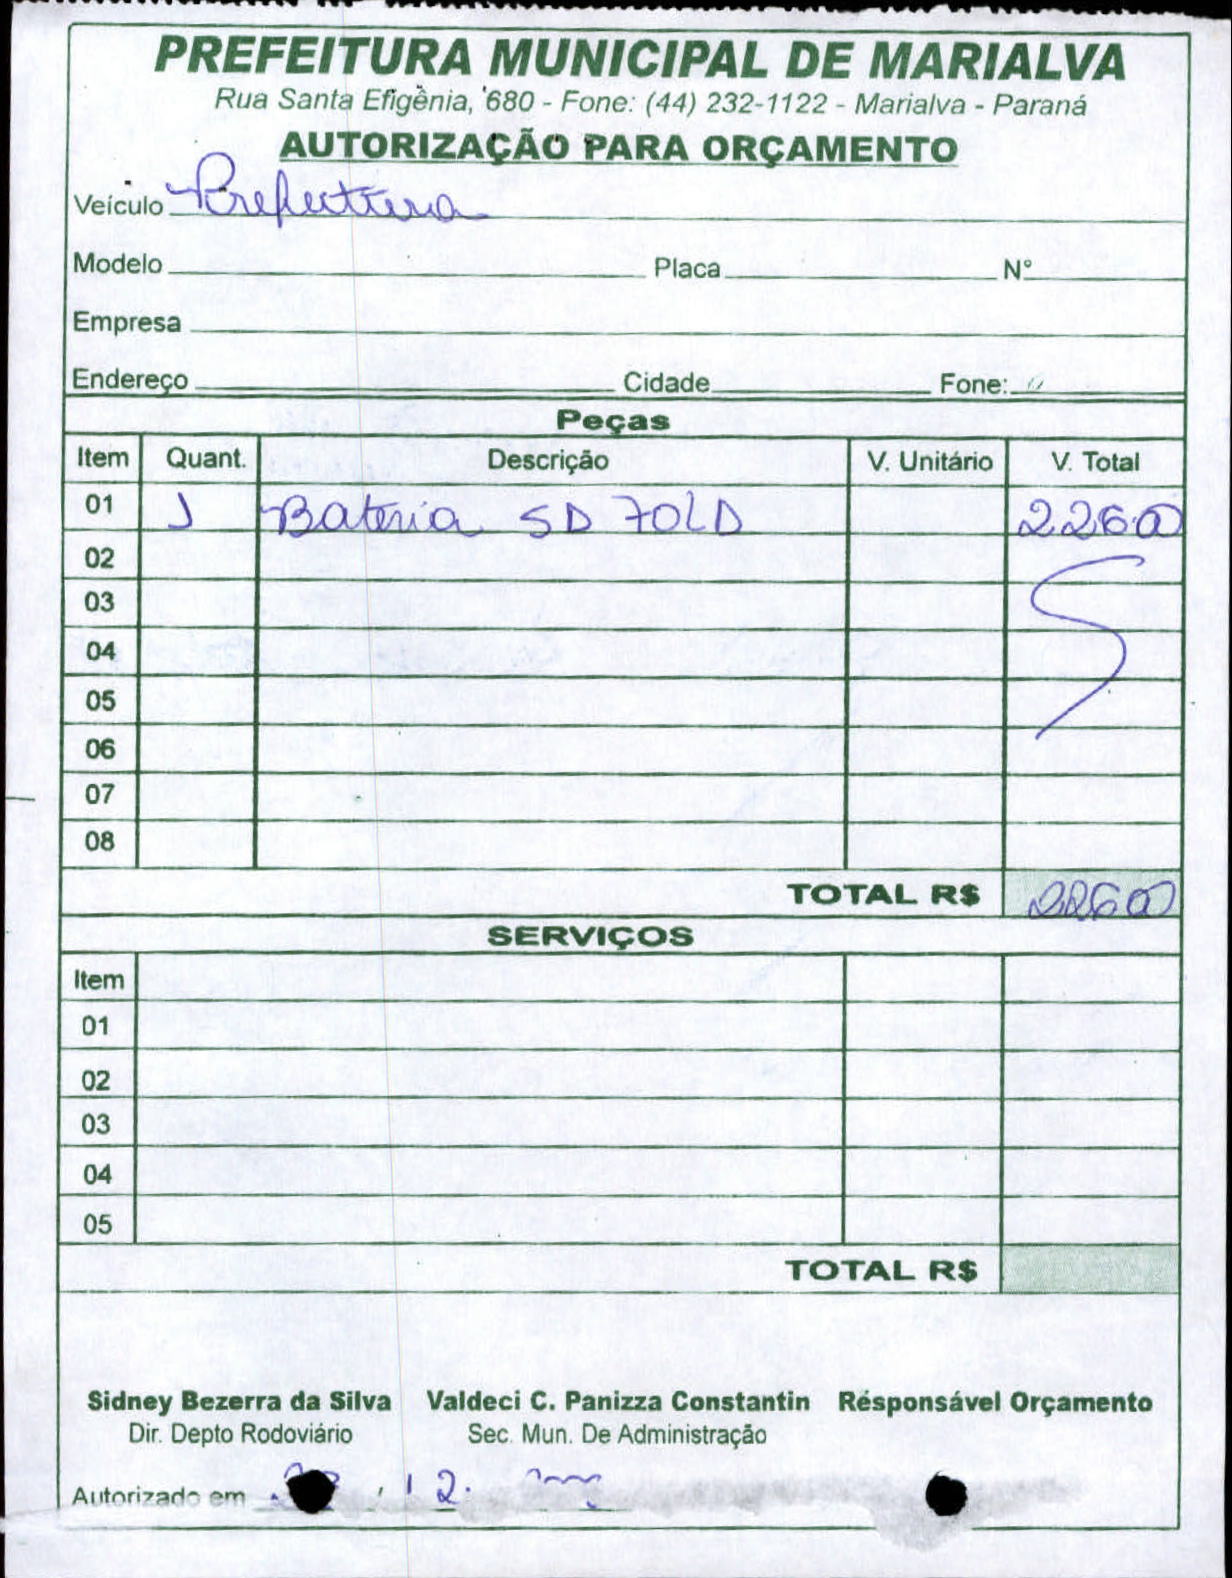 PREFEITURA MUNICIPAL DE MARIALVA
Rua Santa Efigênia, 680 - Fone: (44) 232-1122 - Marialva - Paraná
AUTORIZAÇÃO PARA ORÇAMENTO
Veículo Prefeitura
Modelo Placa Nº
Empresa
Endereço Cidade Fone:
Peças
Item Quant. Descrição V. Unitário V. Total
01 1 Bateria SD 70LD 226,00
02
03
04
05
06
07
08
TOTAL R$ 226,00
SERVIÇOS
Item
01
02
03
04
05
TOTAL R$
Sidney Bezerra da Silva Valdeci C. Panizza Constantin Résponsável Orçamento
Dir. Depto Rodoviário Sec. Mun. De Administração
Autorizado em / 12.